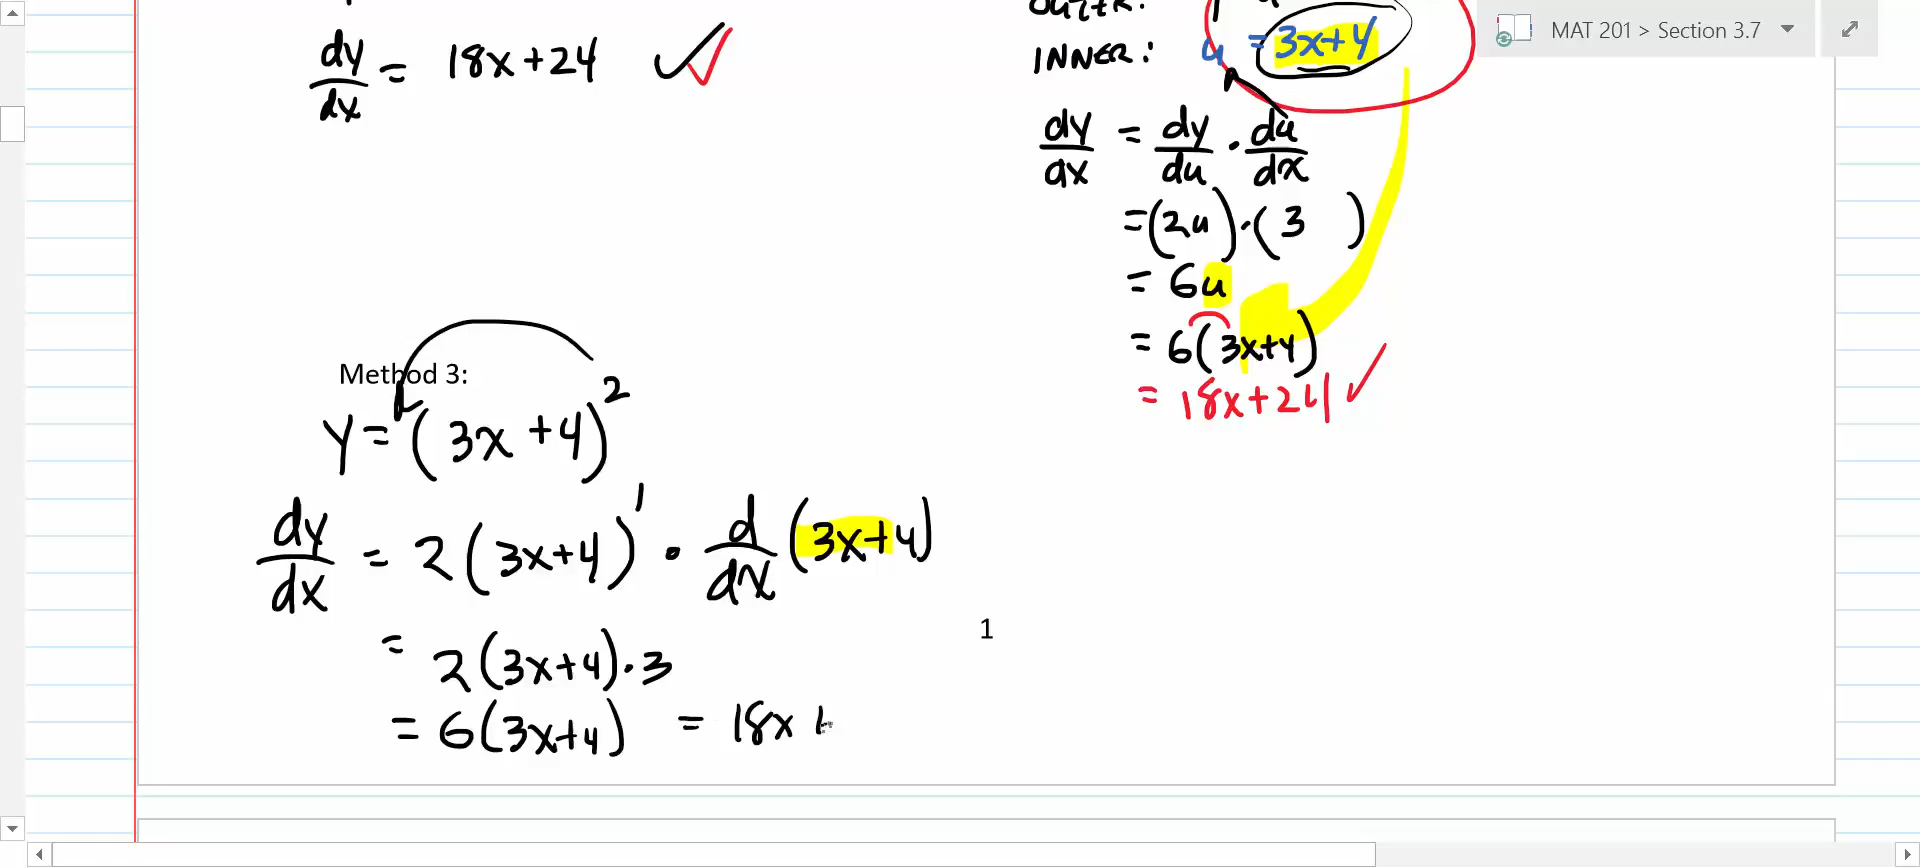 dy/dx = 18x+24
OUTER:
INNER: u = 3x+4
dy/dx = dy/du · du/dx
=(2u)·(3 )
= 6u
= 6(3x+4)
= 18x+24
MAT 201 > Section 3.7
Method 3:
Y = (3x +4)²
dy/dx = 2(3x+4)¹ · d/dx (3x+4)
= 2(3x+4)·3
= 6(3x+4) = 18x
1